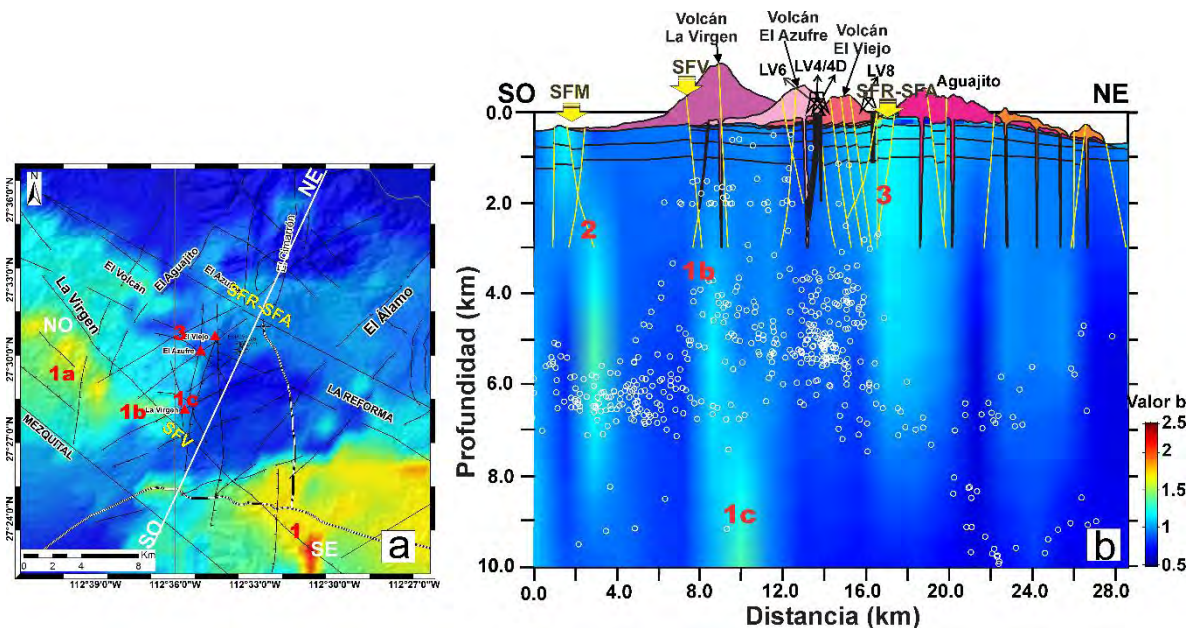 N
27°36'0"N
27°33'0"N
27°30'0"N
27°27'0"N
27°24'0"N
112°39'0"W
112°36'0"W
112°33'0"W
112°30'0"W
112°27'0"W
NE
El Cimarrón
El Volcán
El Aguajito
El Azufre
SFR-SFA
La Virgen
El Álamo
NO
3
El Viejo
El Azufre
1a
1b
1c
La Virgen
SFV
LA REFORMA
MEZQUITAL
1
SE
SO
0 2 4 8
Km
a
b
Volcán
La Virgen
Volcán
El Azufre
Volcán
El Viejo
LV6
LV4/4D
LV8
SFM
SFV
SFR-SFA
Aguajito
SO
NE
0.0
2.0
4.0
6.0
8.0
10.0
Profundidad (km)
2
3
1b
1c
0.0 4.0 8.0 12.0 16.0 20.0 24.0 28.0
Distancia (km)
Valor b
2.5
2
1.5
1
0.5